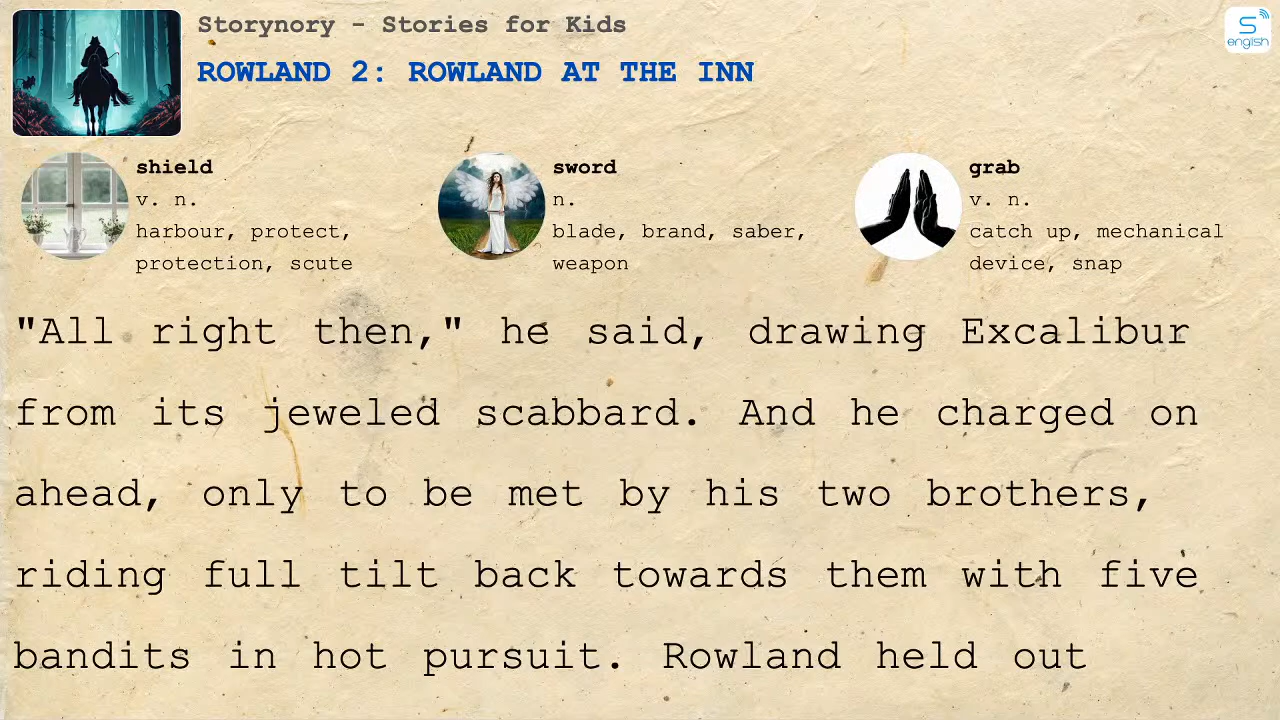 Storynory - Stories for Kids
ROWLAND 2: ROWLAND AT THE INN
S
english
shield
v. n.
harbour, protect,
protection, scute
sword
n.
blade, brand, saber,
weapon
grab
v. n.
catch up, mechanical
device, snap
"All right then," he said, drawing Excalibur
from its jeweled scabbard. And he charged on
ahead, only to be met by his two brothers,
riding full tilt back towards them with five
bandits in hot pursuit. Rowland held out